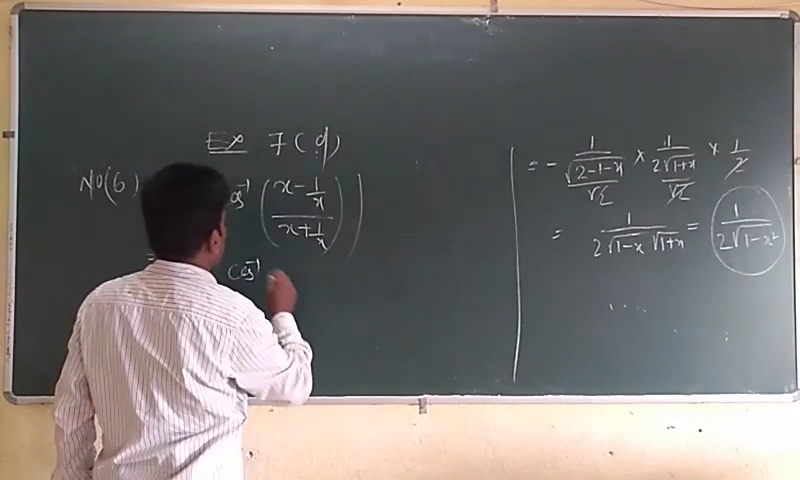 Ex 7(g)
No(6) cos⁻¹ ((x - 1/x)/(x + 1/x))
= cos⁻¹
= - 1/(√(2-1-x)/√2) × 1/(2√(1+x)/√2) × 1/2
= 1/(2√(1-x) √(1+x)) = 1/(2√(1-x²))